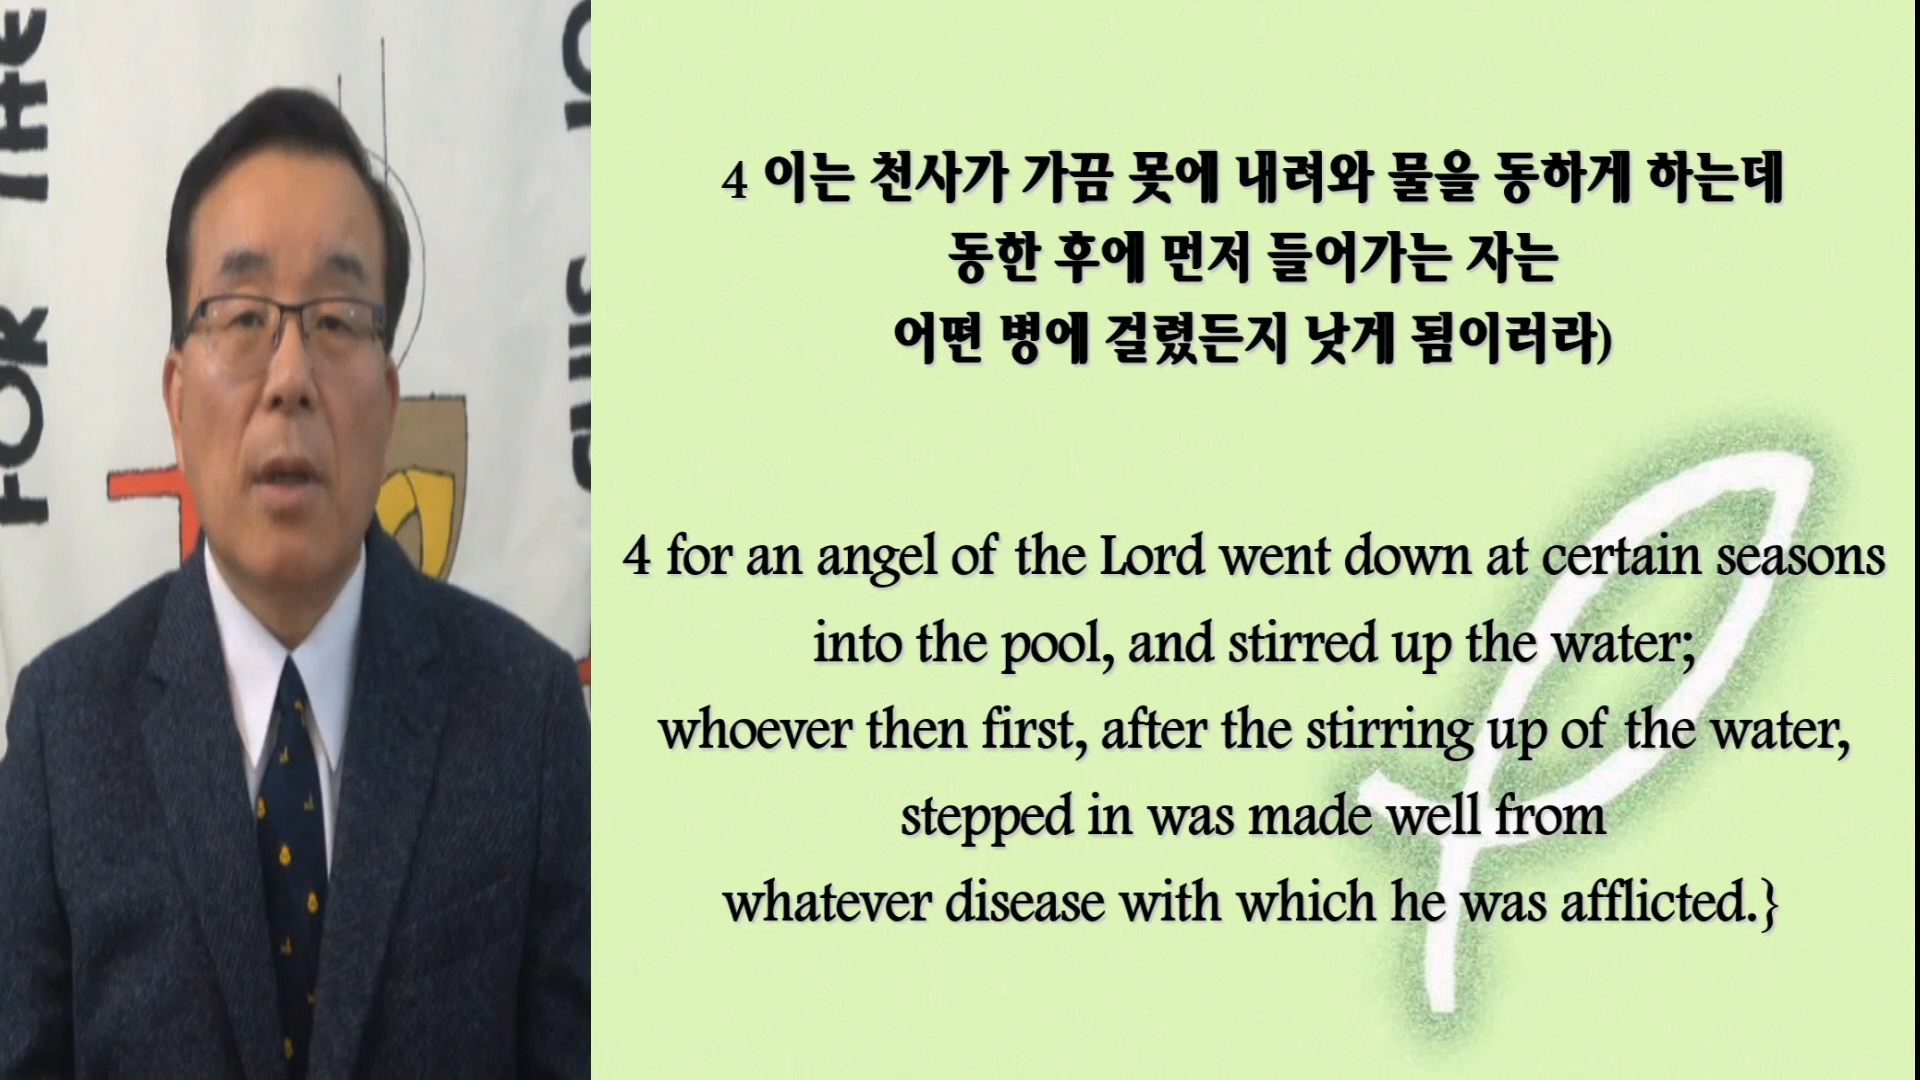 FOR THE
4 이는 천사가 가끔 못에 내려와 물을 동하게 하는데
동한 후에 먼저 들어가는 자는
어떤 병에 걸렸든지 낫게 됨이러라)
4 for an angel of the Lord went down at certain seasons
into the pool, and stirred up the water;
whoever then first, after the stirring up of the water,
stepped in was made well from
whatever disease with which he was afflicted.}